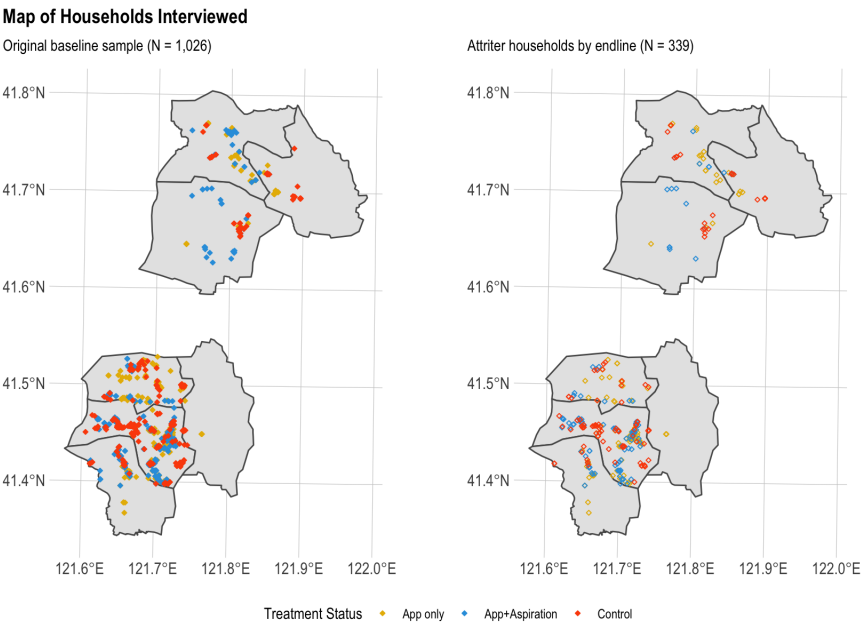 Map of Households Interviewed
Original baseline sample (N = 1,026)
Attriter households by endline (N = 339)
41.8°N
41.7°N
41.6°N
41.5°N
41.4°N
121.6°E 121.7°E 121.8°E 121.9°E 122.0°E
41.8°N
41.7°N
41.6°N
41.5°N
41.4°N
121.6°E 121.7°E 121.8°E 121.9°E 122.0°E
Treatment Status App only App+Aspiration Control